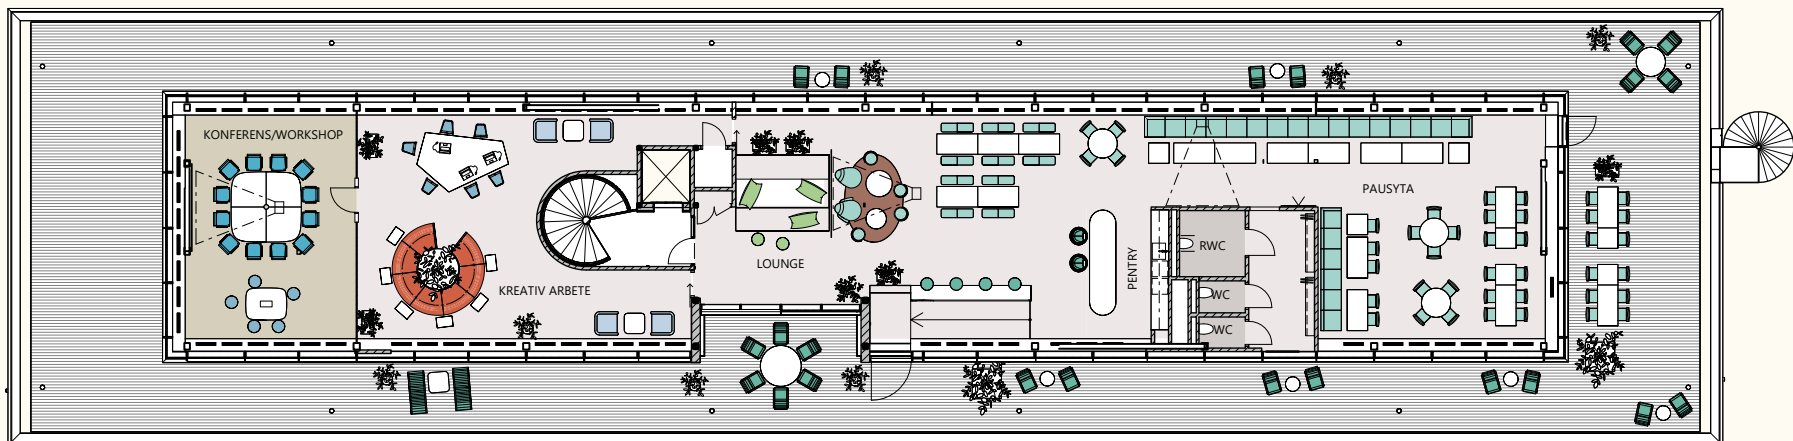 KONFERENS/WORKSHOP
KREATIV ARBETE
LOUNGE
PENTRY
RWC
WC
WC
PAUSYTA